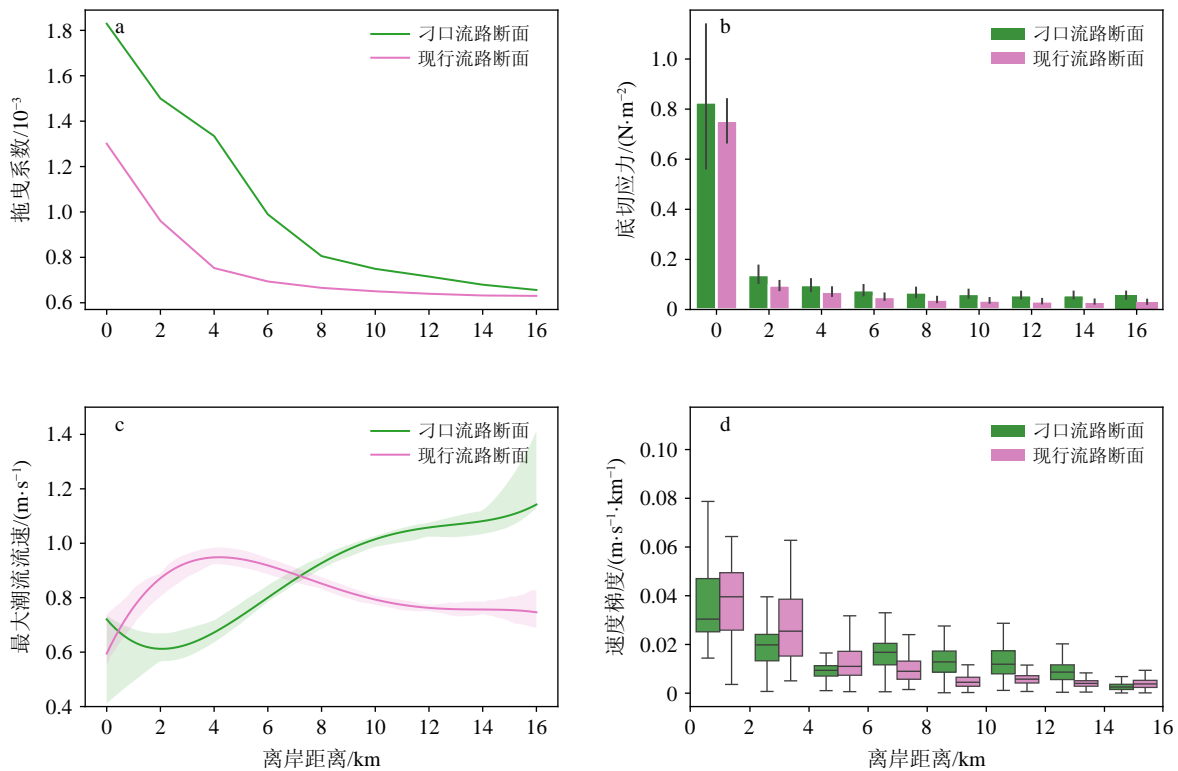 a
刁口流路断面
现行流路断面
拖曳系数/10⁻³
1.8
1.6
1.4
1.2
1.0
0.8
0.6
0 2 4 6 8 10 12 14 16
b
刁口流路断面
现行流路断面
底切应力/(N·m⁻²)
1.0
0.8
0.6
0.4
0.2
0
0 2 4 6 8 10 12 14 16
c
刁口流路断面
现行流路断面
最大潮流流速/(m·s⁻¹)
1.4
1.2
1.0
0.8
0.6
0.4
0 2 4 6 8 10 12 14 16
离岸距离/km
d
刁口流路断面
现行流路断面
速度梯度/(m·s⁻¹·km⁻¹)
0.10
0.08
0.06
0.04
0.02
0
0 2 4 6 8 10 12 14 16
离岸距离/km